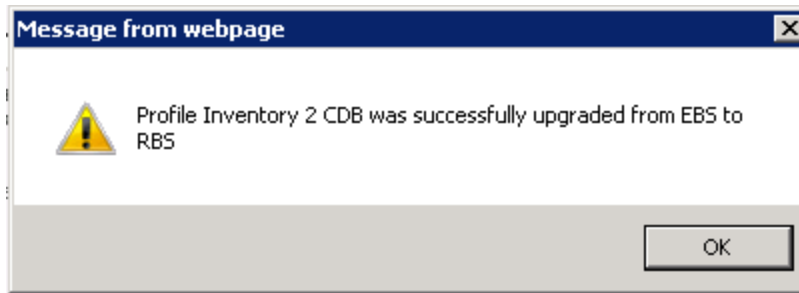 Message from webpage
Profile Inventory 2 CDB was successfully upgraded from EBS to
RBS
OK